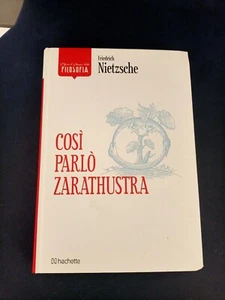 FILOSOFIA
Friedrich
Nietzsche
COSÌ
PARLÒ
ZARATHUSTRA
hachette